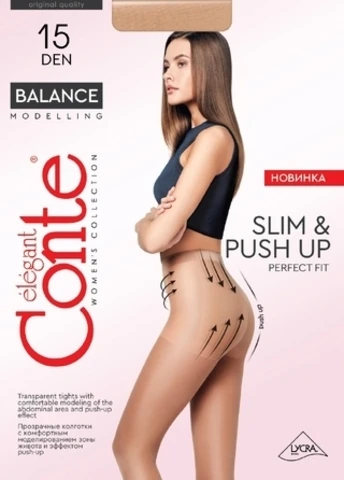 original quality
15
DEN
BALANCE
MODELLING
élégant
Conte®
WOMEN'S COLLECTION
НОВИНКА
SLIM &
PUSH UP
PERFECT FIT
push up
Transparent tights with
comfortable modeling of the
abdominal area and push-up
effect
Прозрачные колготки
с комфортным
моделированием зоны
живота и эффектом
push-up
LYCRA